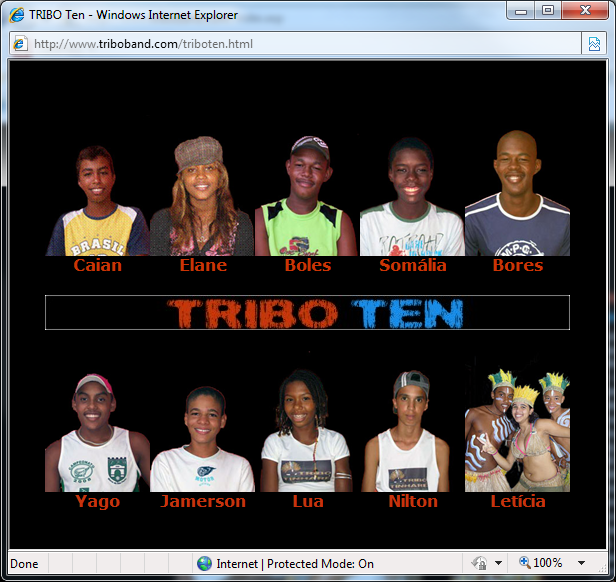 TRIBO Ten - Windows Internet Explorer
http://www.triboband.com/triboten.html
BRASIL
Caian Elane Boles Somália Bores
TRIBO TEN
Yago Jamerson Lua Nilton Letícia
Done Internet | Protected Mode: On 100%